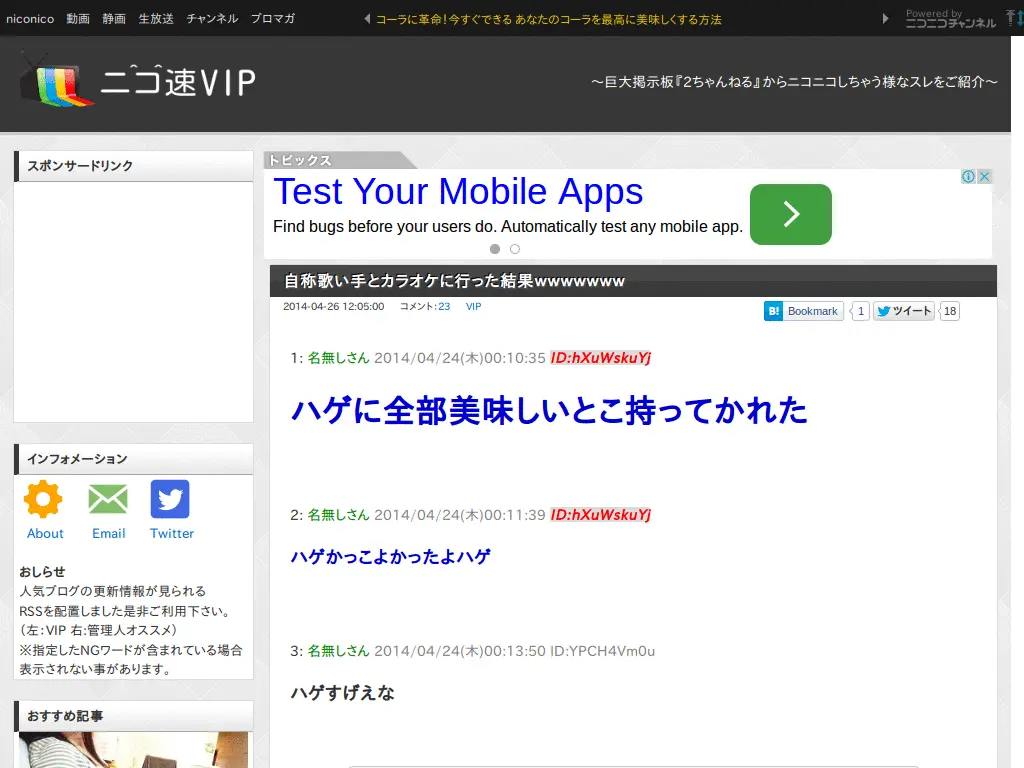 niconico 動画 静画 生放送 チャンネル ブロマガ
コーラに革命！今すぐできる あなたのコーラを最高に美味しくする方法
Powered by
ニコニコチャンネル
ニコ速VIP
～巨大掲示板『2ちゃんねる』からニコニコしちゃう様なスレをご紹介～
スポンサードリンク
トピックス
Test Your Mobile Apps
Find bugs before your users do. Automatically test any mobile app.
自称歌い手とカラオケに行った結果wwwwwww
2014-04-26 12:05:00 コメント:23 VIP
B! Bookmark 1 ツイート 18
1: 名無しさん 2014/04/24(木)00:10:35 ID:hXuWskuYj
ハゲに全部美味しいとこ持ってかれた
2: 名無しさん 2014/04/24(木)00:11:39 ID:hXuWskuYj
ハゲかっこよかったよハゲ
3: 名無しさん 2014/04/24(木)00:13:50 ID:YPCH4Vm0u
ハゲすげえな
インフォメーション
About Email Twitter
おしらせ
人気ブログの更新情報が見られる
RSSを配置しました是非ご利用下さい。
（左：VIP 右:管理人オススメ）
※指定したNGワードが含まれている場合
表示されない事があります。
おすすめ記事